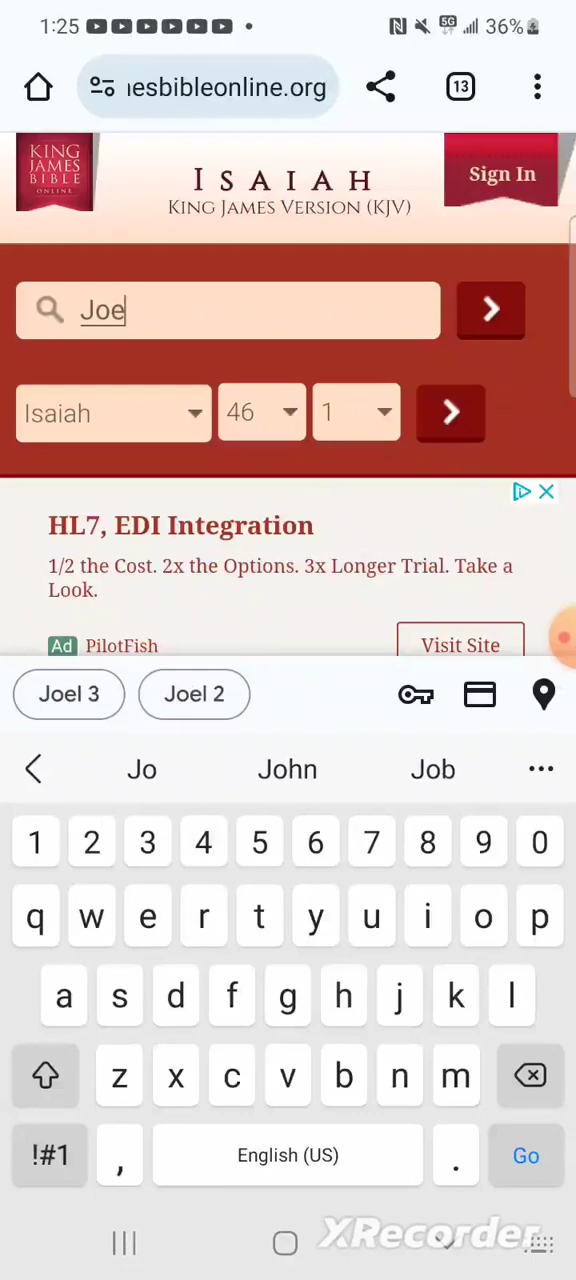 1:25
5G
36%
ıesbibleonline.org
13
KING
JAMES
BIBLE
ONLINE
ISAIAH
KING JAMES VERSION (KJV)
Sign In
Joe
Isaiah 46 1
HL7, EDI Integration
1/2 the Cost. 2x the Options. 3x Longer Trial. Take a
Look.
Ad PilotFish
Visit Site
Joel 3 Joel 2
Jo John Job
1 2 3 4 5 6 7 8 9 0
q w e r t y u i o p
a s d f g h j k l
z x c v b n m
!#1 , English (US) . Go
XRecorder